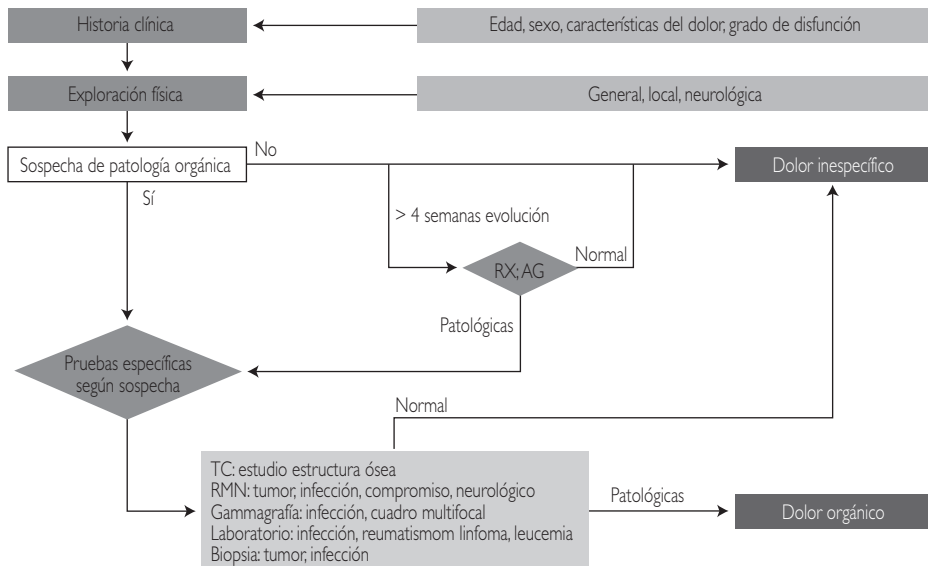 Historia clínica
Edad, sexo, características del dolor, grado de disfunción
Exploración física
General, local, neurológica
Sospecha de patología orgánica
No
Dolor inespecífico
Sí
> 4 semanas evolución
RX; AG
Normal
Patológicas
Pruebas específicas
según sospecha
Normal
TC: estudio estructura ósea
RMN: tumor, infección, compromiso, neurológico
Gammagrafía: infección, cuadro multifocal
Laboratorio: infección, reumatismom linfoma, leucemia
Biopsia: tumor, infección
Patológicas
Dolor orgánico